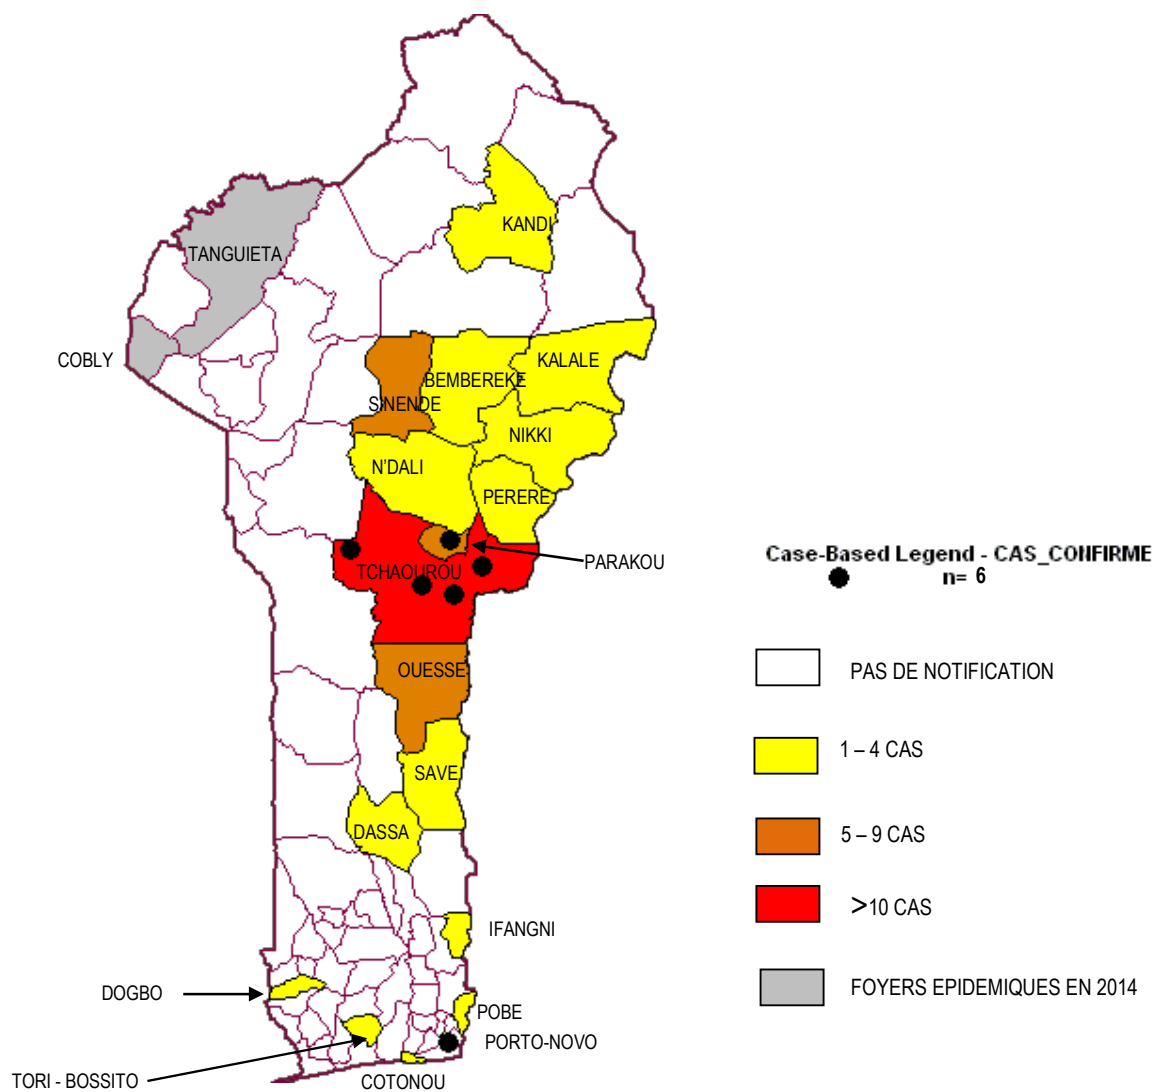 KANDI
TANGUIETA
COBLY
KALALE
BEMBEREKE
SINENDE
NIKKI
N'DALI
PERERE
PARAKOU
TCHAOUROU
Case-Based Legend - CAS_CONFIRME
n= 6
OUESSE
PAS DE NOTIFICATION
1 – 4 CAS
SAVE
DASSA
5 – 9 CAS
>10 CAS
IFANGNI
DOGBO
FOYERS EPIDEMIQUES EN 2014
POBE
PORTO-NOVO
TORI - BOSSITO
COTONOU